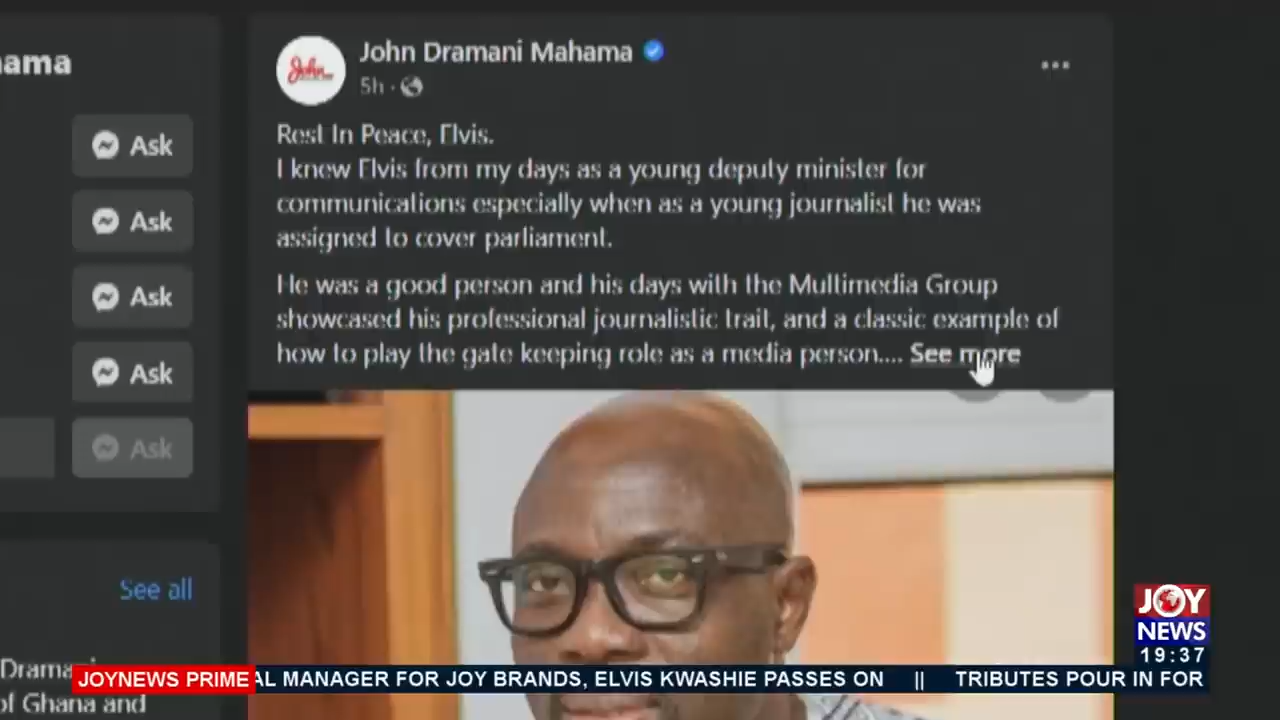 ama
Ask
Ask
Ask
Ask
Ask
See all
Drama
of Ghana and
John
John Dramani Mahama
5h ·
Rest In Peace, Elvis.
I knew Elvis from my days as a young deputy minister for
communications especially when as a young journalist he was
assigned to cover parliament.
He was a good person and his days with the Multimedia Group
showcased his professional journalistic trait, and a classic example of
how to play the gate keeping role as a media person.... See more
JOY
NEWS
19:37
JOYNEWS PRIME AL MANAGER FOR JOY BRANDS, ELVIS KWASHIE PASSES ON || TRIBUTES POUR IN FOR